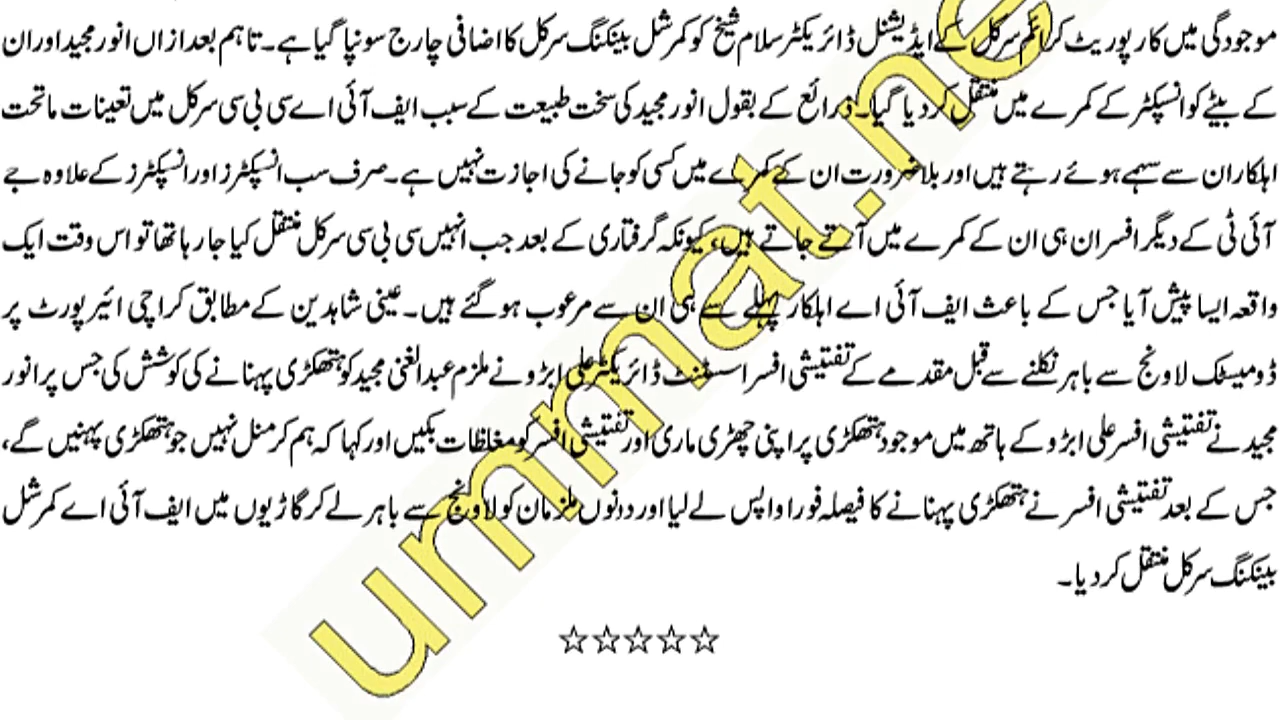 موجودگی میں کارپوریٹ کرائم سرکل کے ایڈیشنل ڈائریکٹر سلام شیخ کو کمرشل بینکنگ سرکل کا اضافی چارج سونپا گیا ہے۔ تاہم بعد ازاں انور مجید اور ان
کے بیٹے کو انسپکٹر کے کمرے میں منتقل کر دیا گیا۔ ذرائع کے بقول انور مجید کی سخت طبیعت کے سبب ایف آئی اے سی بی سی سرکل میں تعینات ماتحت
اہلکار ان سے سہمے ہوئے رہتے ہیں اور بلا ضرورت ان کے کمرے میں کسی کو جانے کی اجازت نہیں ہے۔ صرف سب انسپکٹرز اور انسپکٹرز کے علاوہ جے
آئی ٹی کے دیگر افسران ہی ان کے کمرے میں آتے جاتے ہیں، کیونکہ گرفتاری کے بعد جب انہیں سی بی سی سرکل منتقل کیا جا رہا تھا تو اس وقت ایک
واقعہ ایسا پیش آیا جس کے باعث ایف آئی اے اہلکار پہلے سے ہی ان سے مرعوب ہو گئے ہیں۔ عینی شاہدین کے مطابق کراچی ائیر پورٹ پر
ڈومیسٹک لاونج سے باہر نکلنے سے قبل مقدمے کے تفتیشی افسر اسسٹنٹ ڈائریکٹر علی ابڑو نے ملزم عبدالغنی مجید کو ہتھکڑی پہنانے کی کوشش کی جس پر انور
مجید نے تفتیشی افسر علی ابڑو کے ہاتھ میں موجود ہتھکڑی پر اپنی چھڑی ماری اور تفتیشی افسر کو مغلظات بکیں اور کہا کہ ہم کرمنل نہیں جو ہتھکڑی پہنیں گے،
جس کے بعد تفتیشی افسر نے ہتھکڑی پہنانے کا فیصلہ فورا واپس لے لیا اور دونوں ملزمان کو لاونج سے باہر لے کر گاڑیوں میں ایف آئی اے کمرشل
بینکنگ سرکل منتقل کر دیا۔
☆☆☆☆☆
ummat.ne